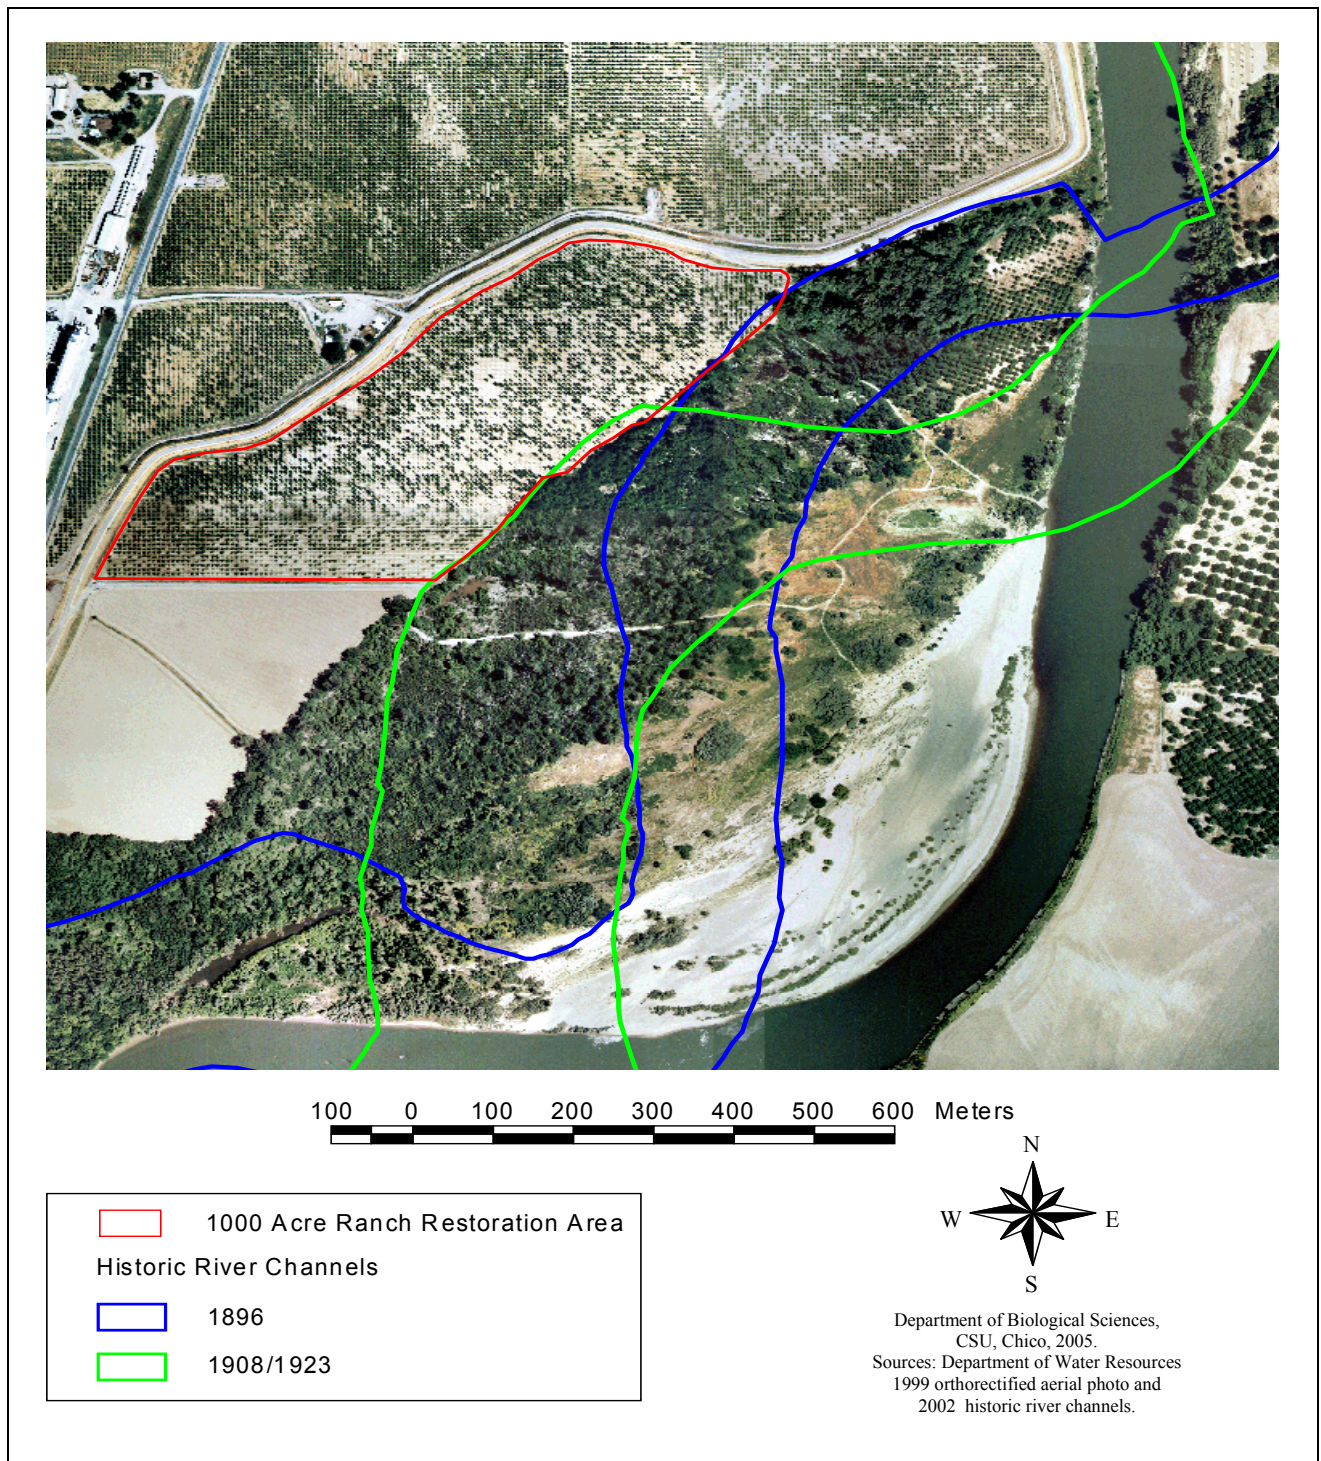 100 0 100 200 300 400 500 600 Meters
N
W E
S
1000 Acre Ranch Restoration Area
Historic River Channels
1896
1908/1923
Department of Biological Sciences,
CSU, Chico, 2005.
Sources: Department of Water Resources
1999 orthorectified aerial photo and
2002 historic river channels.